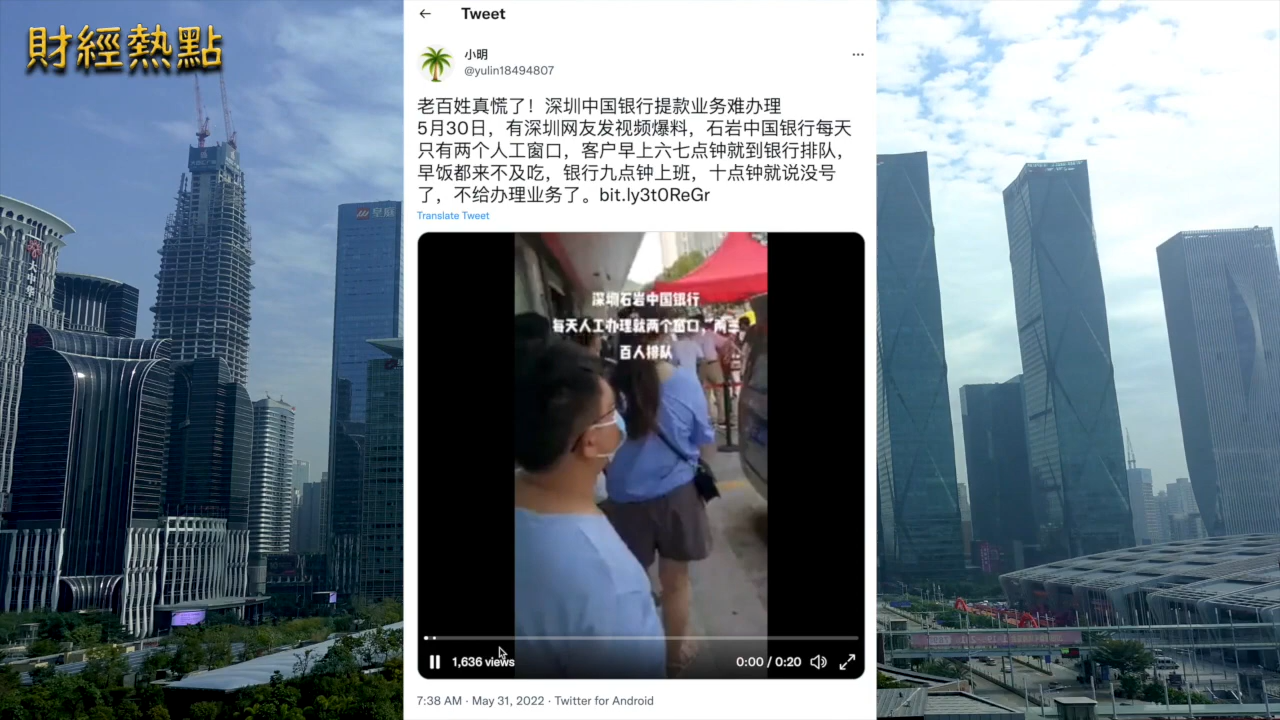 財經熱點
Tweet
小明
@yulin18494807
老百姓真慌了！深圳中国银行提款业务难办理
5月30日，有深圳网友发视频爆料，石岩中国银行每天
只有两个人工窗口，客户早上六七点钟就到银行排队，
早饭都来不及吃，银行九点钟上班，十点钟就说没号
了，不给办理业务了。bit.ly3t0ReGr
Translate Tweet
深圳石岩中国银行
每天人工办理就两个窗口，两三
百人排队
1,636 views
0:00 / 0:20
7:38 AM · May 31, 2022 · Twitter for Android
大中华
皇庭